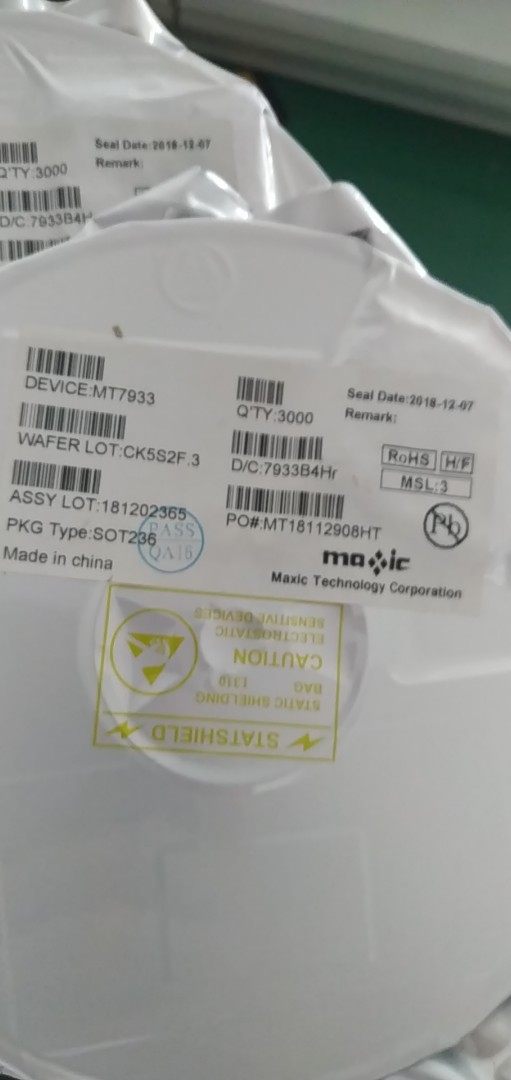 Seal Date:2018-12-07
Q'TY:3000
Remark:
D/C:7933B4H
DEVICE:MT7933
WAFER LOT:CK5S2F.3
ASSY LOT:181202365
PKG Type:SOT236
Made in china
Q'TY:3000
D/C:7933B4Hr
PO#:MT18112908HT
Seal Date:2018-12-07
Remark:
RoHS H/F
MSL:3
Pb
PASS
QA16
maxic
Maxic Technology Corporation
STATSHIELD
STATIC SHIELDING
BAG 1310
CAUTION
ELECTROSTATIC
SENSITIVE DEVICES